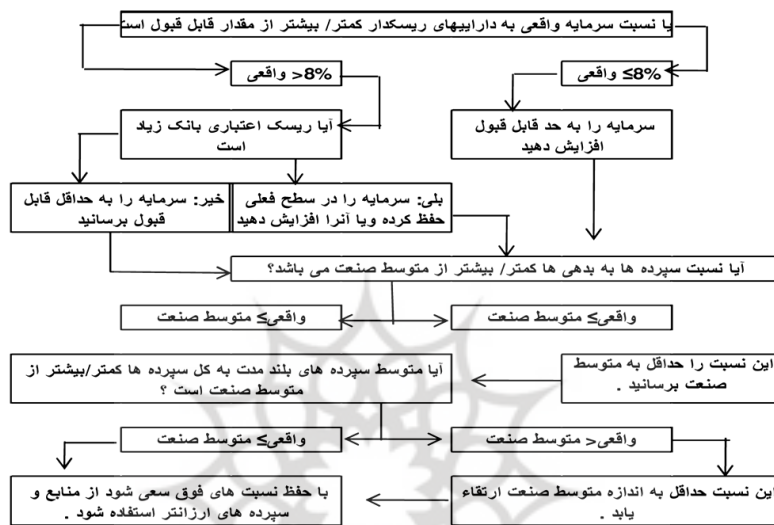 یا نسبت سرمایه واقعی به داراییهای ریسکدار کمتر/ بیشتر از مقدار قابل قبول است
8%≤ واقعی
8%< واقعی
سرمایه را به حد قابل قبول
افزایش دهید
آیا ریسک اعتباری بانک زیاد
است
بلی: سرمایه را در سطح فعلی
حفظ کرده ویا آنرا افزایش دهید
خیر: سرمایه را به حداقل قابل
قبول برسانید
آیا نسبت سپرده ها به بدهی ها کمتر/ بیشتر از متوسط صنعت می باشد؟
واقعی≤ متوسط صنعت
واقعی≥ متوسط صنعت
این نسبت را حداقل به متوسط
صنعت برسانید .
آیا متوسط سپرده های بلند مدت به کل سپرده ها کمتر/بیشتر از
متوسط صنعت است ؟
واقعی< متوسط صنعت
واقعی≥ متوسط صنعت
این نسبت حداقل به اندازه متوسط صنعت ارتقاء
یابد .
با حفظ نسبت های فوق سعی شود از منابع و
سپرده های ارزانتر استفاده شود .